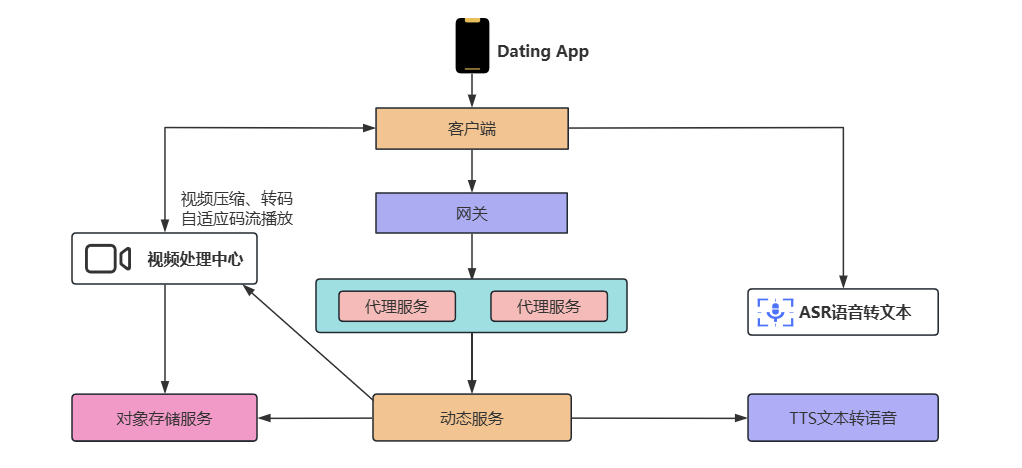 Dating App
客户端
视频压缩、转码
自适应码流播放
网关
视频处理中心
代理服务
代理服务
ASR语音转文本
对象存储服务
动态服务
TTS文本转语音